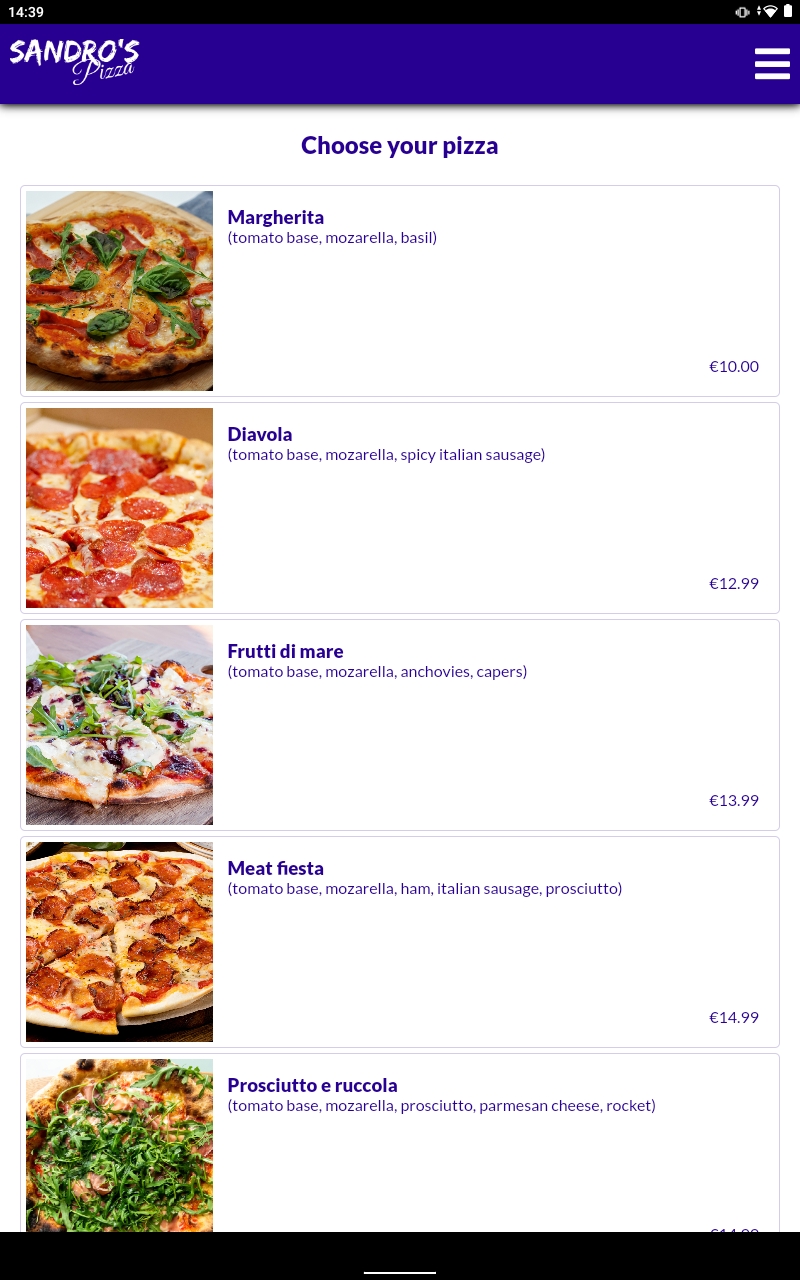 14:39
SANDRO'S
Pizza
Choose your pizza
Margherita
(tomato base, mozarella, basil)
€10.00
Diavola
(tomato base, mozarella, spicy italian sausage)
€12.99
Frutti di mare
(tomato base, mozarella, anchovies, capers)
€13.99
Meat fiesta
(tomato base, mozarella, ham, italian sausage, prosciutto)
€14.99
Prosciutto e ruccola
(tomato base, mozarella, prosciutto, parmesan cheese, rocket)